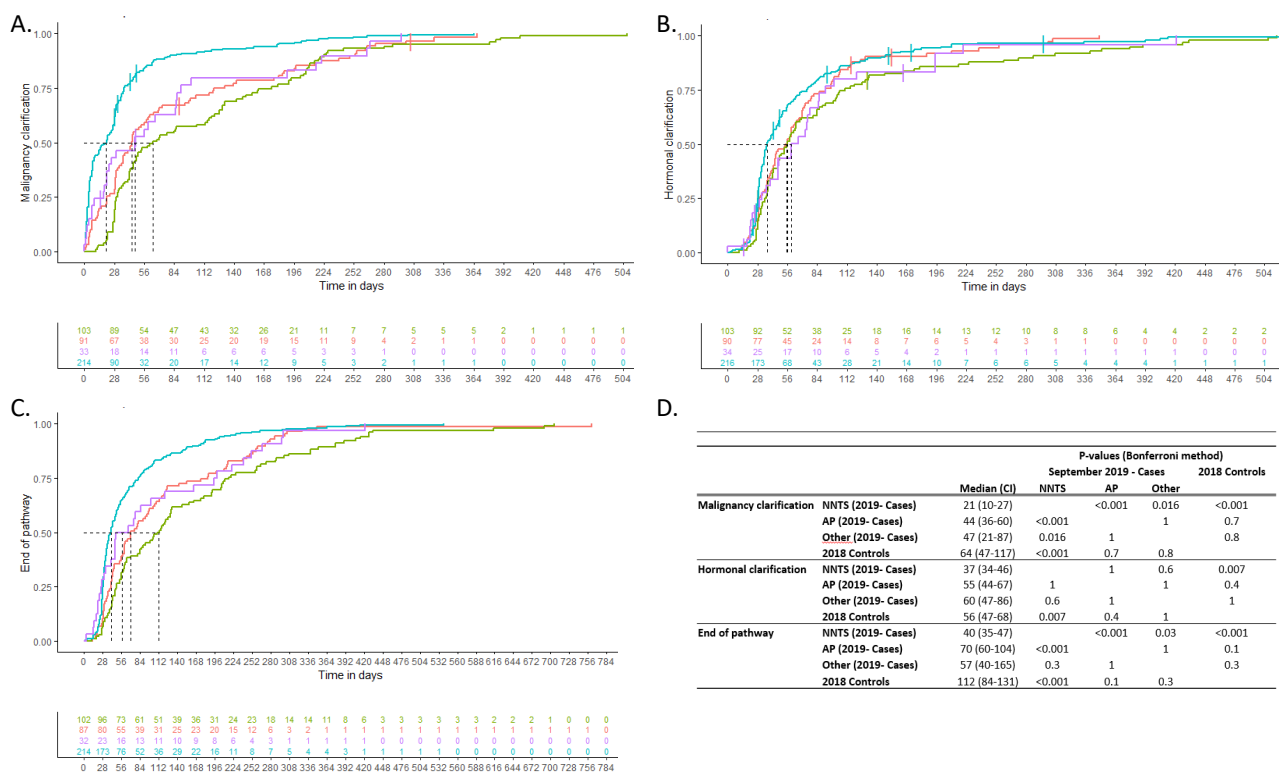 A.
1.00
0.75
0.50
0.25
0.00
Malignancy clarification
0 28 56 84 112 140 168 196 224 252 280 308 336 364 392 420 448 476 504
Time in days
103 89 54 47 43 32 26 21 11 7 7 5 5 5 2 1 1 1 1
91 67 38 30 25 20 19 15 11 9 4 2 1 1 0 0 0 0 0
33 18 14 11 6 6 6 5 3 3 1 0 0 0 0 0 0 0 0
214 90 32 20 17 14 12 9 5 3 2 1 1 1 0 0 0 0 0
0 28 56 84 112 140 168 196 224 252 280 308 336 364 392 420 448 476 504
B.
1.00
0.75
0.50
0.25
0.00
Hormonal clarification
0 28 56 84 112 140 168 196 224 252 280 308 336 364 392 420 448 476 504
Time in days
103 92 52 38 25 18 16 14 13 12 10 8 8 6 4 4 2 2 2
90 77 45 24 14 8 7 6 5 4 3 1 1 0 0 0 0 0 0
34 25 17 10 6 5 4 2 1 1 1 1 1 1 1 1 0 0 0
216 173 68 43 28 21 14 10 7 6 6 5 4 4 4 1 1 1 1
0 28 56 84 112 140 168 196 224 252 280 308 336 364 392 420 448 476 504
C.
1.00
0.75
0.50
0.25
0.00
End of pathway
0 28 56 84 112 140 168 196 224 252 280 308 336 364 392 420 448 476 504 532 560 588 616 644 672 700 728 756 784
Time in days
102 96 73 61 51 39 36 31 24 23 18 14 14 11 8 6 3 3 3 3 3 3 2 2 2 1 0 0 0
87 80 55 39 31 25 23 20 15 12 6 3 2 1 1 1 1 1 1 1 1 1 1 1 1 1 1 1 0
32 23 16 13 11 10 9 8 6 4 3 1 1 1 1 1 0 0 0 0 0 0 0 0 0 0 0 0 0
214 173 76 52 36 29 22 16 11 8 7 5 4 4 3 1 1 1 1 1 0 0 0 0 0 0 0 0 0
0 28 56 84 112 140 168 196 224 252 280 308 336 364 392 420 448 476 504 532 560 588 616 644 672 700 728 756 784
D.
P-values (Bonferroni method)
September 2019 - Cases 2018 Controls
Median (CI) NNTS AP Other
Malignancy clarification NNTS (2019- Cases) 21 (10-27) <0.001 0.016 <0.001
AP (2019- Cases) 44 (36-60) <0.001 1 0.7
Other (2019- Cases) 47 (21-87) 0.016 1 0.8
2018 Controls 64 (47-117) <0.001 0.7 0.8
Hormonal clarification NNTS (2019- Cases) 37 (34-46) 1 0.6 0.007
AP (2019- Cases) 55 (44-67) 1 1 0.4
Other (2019- Cases) 60 (47-86) 0.6 1 1
2018 Controls 56 (47-68) 0.007 0.4 1
End of pathway NNTS (2019- Cases) 40 (35-47) <0.001 0.03 <0.001
AP (2019- Cases) 70 (60-104) <0.001 1 0.1
Other (2019- Cases) 57 (40-165) 0.3 1 0.3
2018 Controls 112 (84-131) <0.001 0.1 0.3